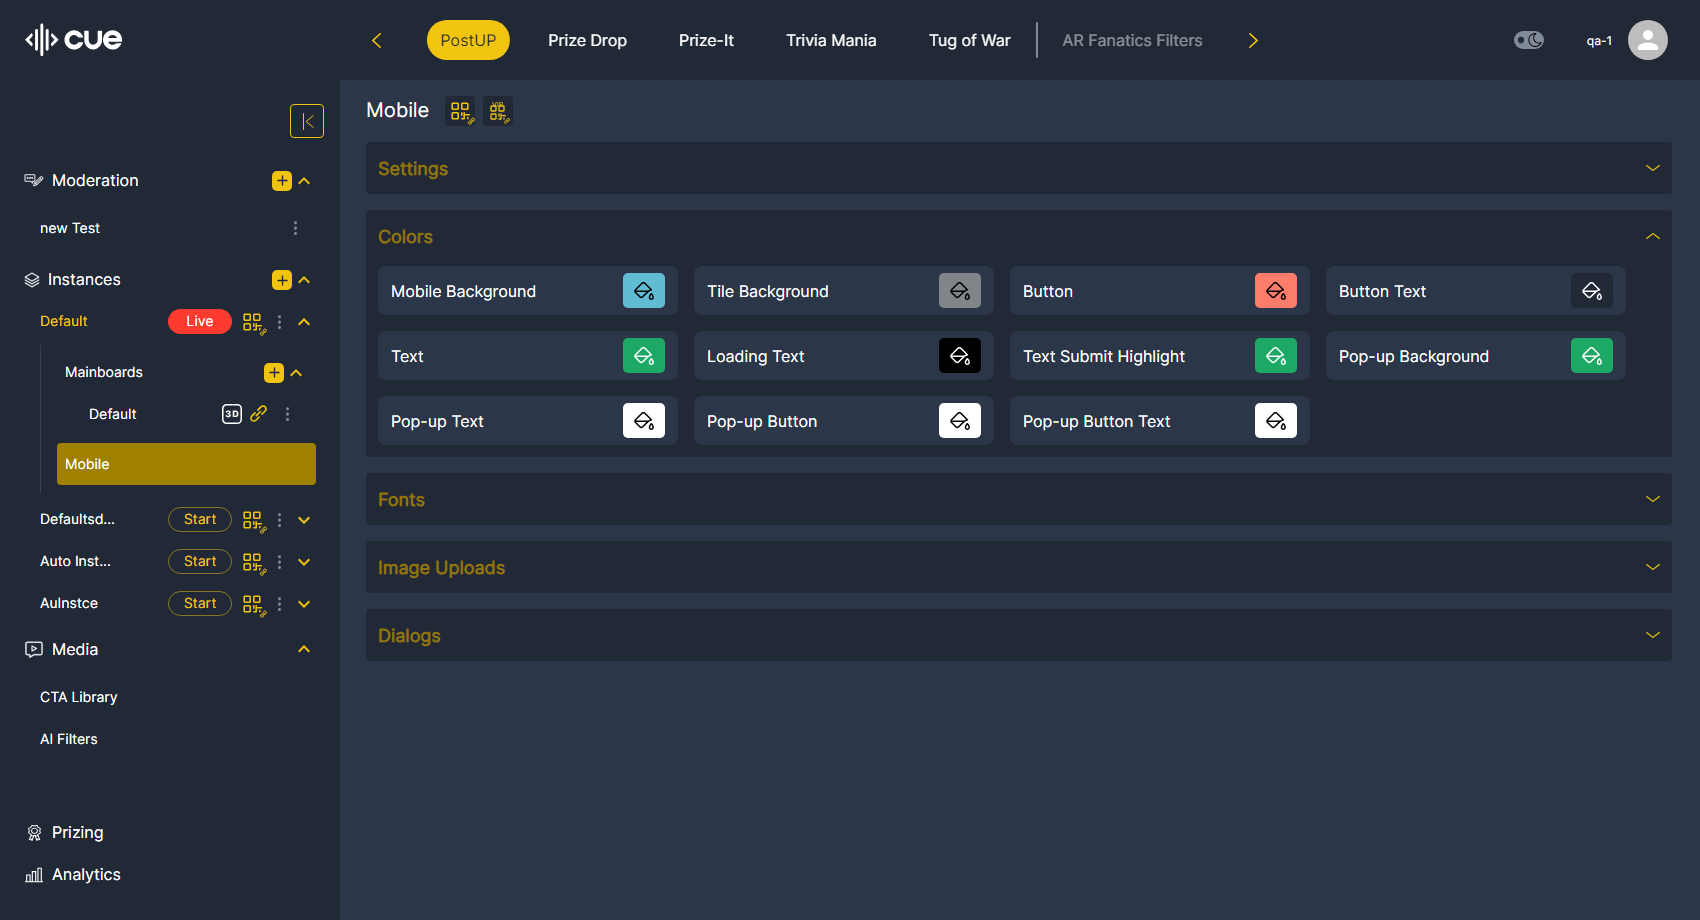 cue
PostUP
Prize Drop
Prize-It
Trivia Mania
Tug of War
AR Fanatics Filters
qa-1
Moderation
new Test
Instances
Default
Live
Mainboards
Default
3D
Mobile
Defaultsd...
Start
Auto Inst...
Start
AuInstce
Start
Media
CTA Library
AI Filters
Prizing
Analytics
Mobile
VIP
Settings
Colors
Mobile Background
Tile Background
Button
Button Text
Text
Loading Text
Text Submit Highlight
Pop-up Background
Pop-up Text
Pop-up Button
Pop-up Button Text
Fonts
Image Uploads
Dialogs